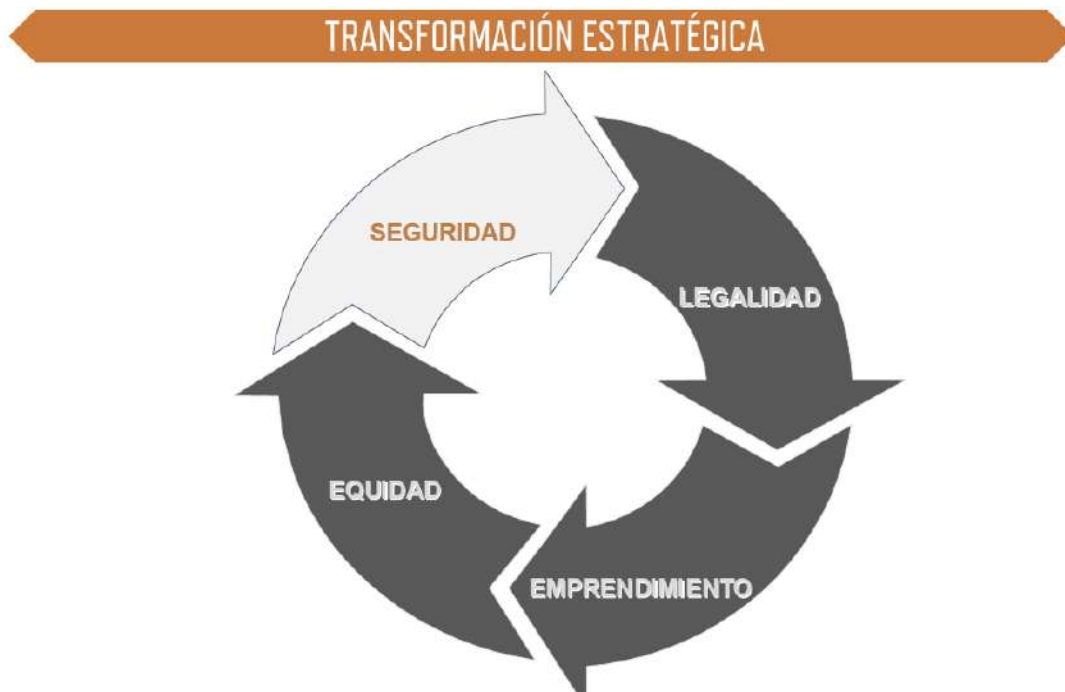 TRANSFORMACIÓN ESTRATÉGICA
SEGURIDAD
LEGALIDAD
EQUIDAD
EMPRENDIMIENTO